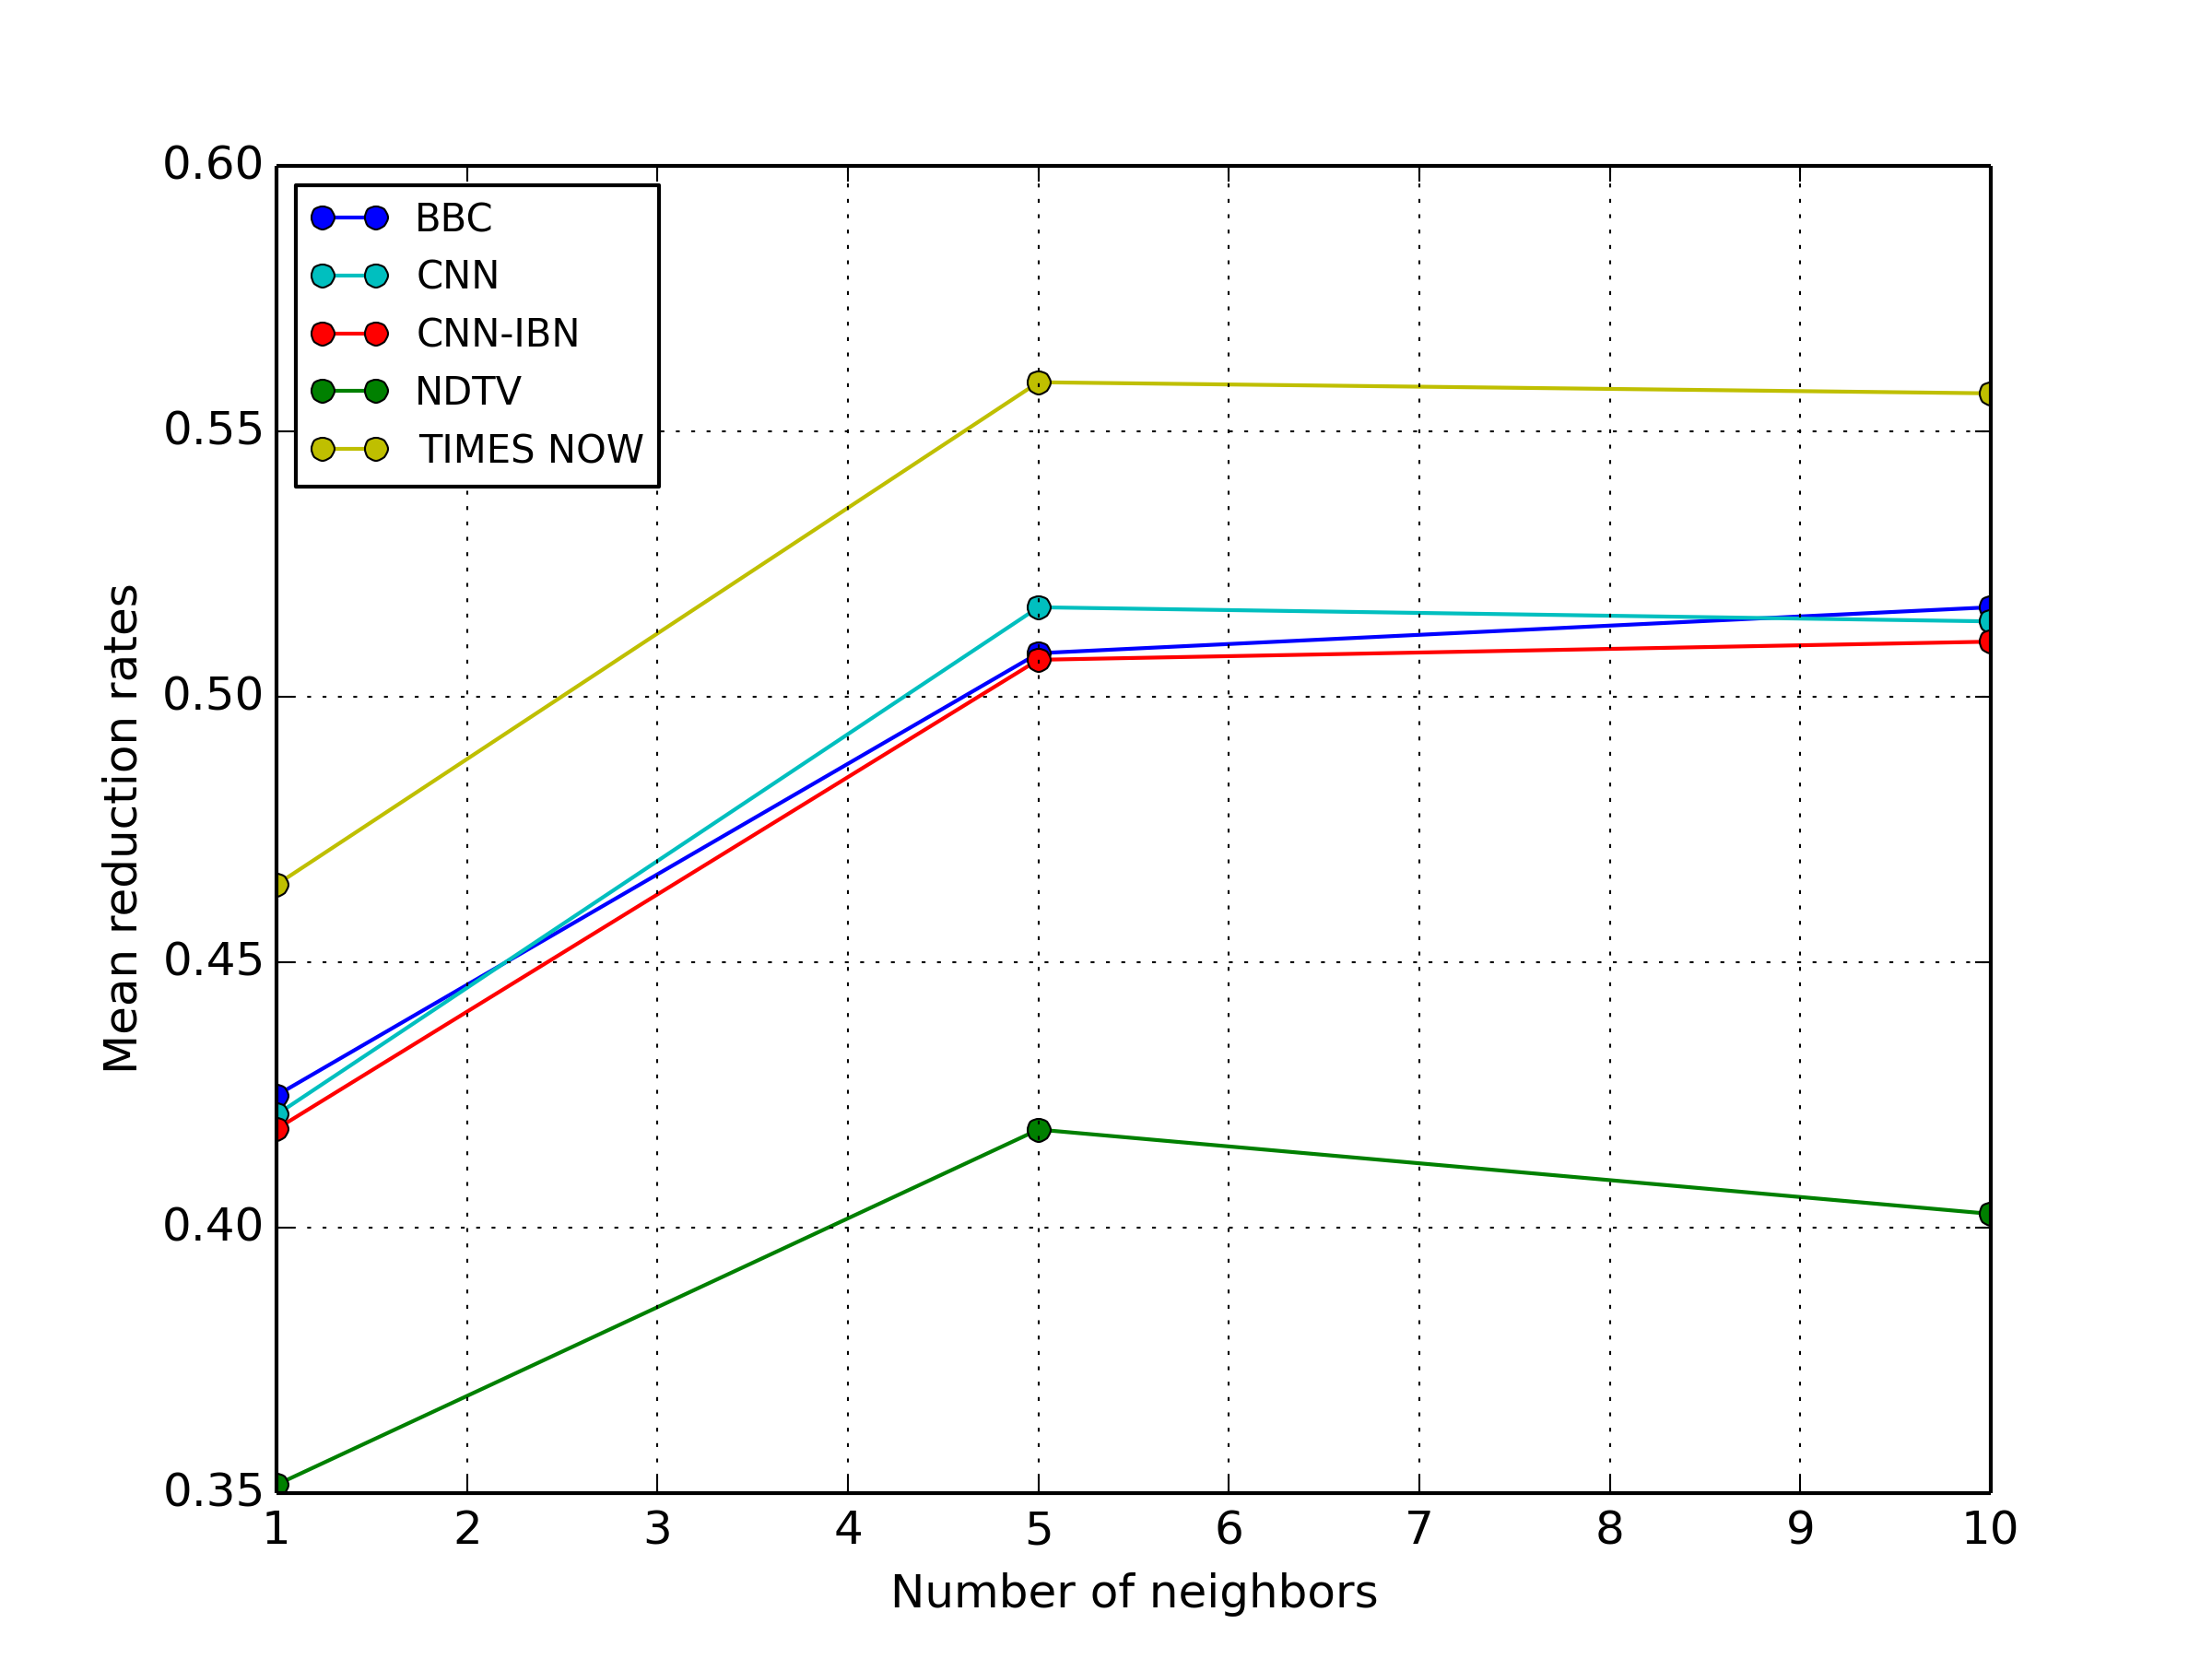 0.60
BBC
CNN
CNN-IBN
NDTV
TIMES NOW
0.55
0.50
0.45
0.40
0.35
Mean reduction rates
1 2 3 4 5 6 7 8 9 10
Number of neighbors